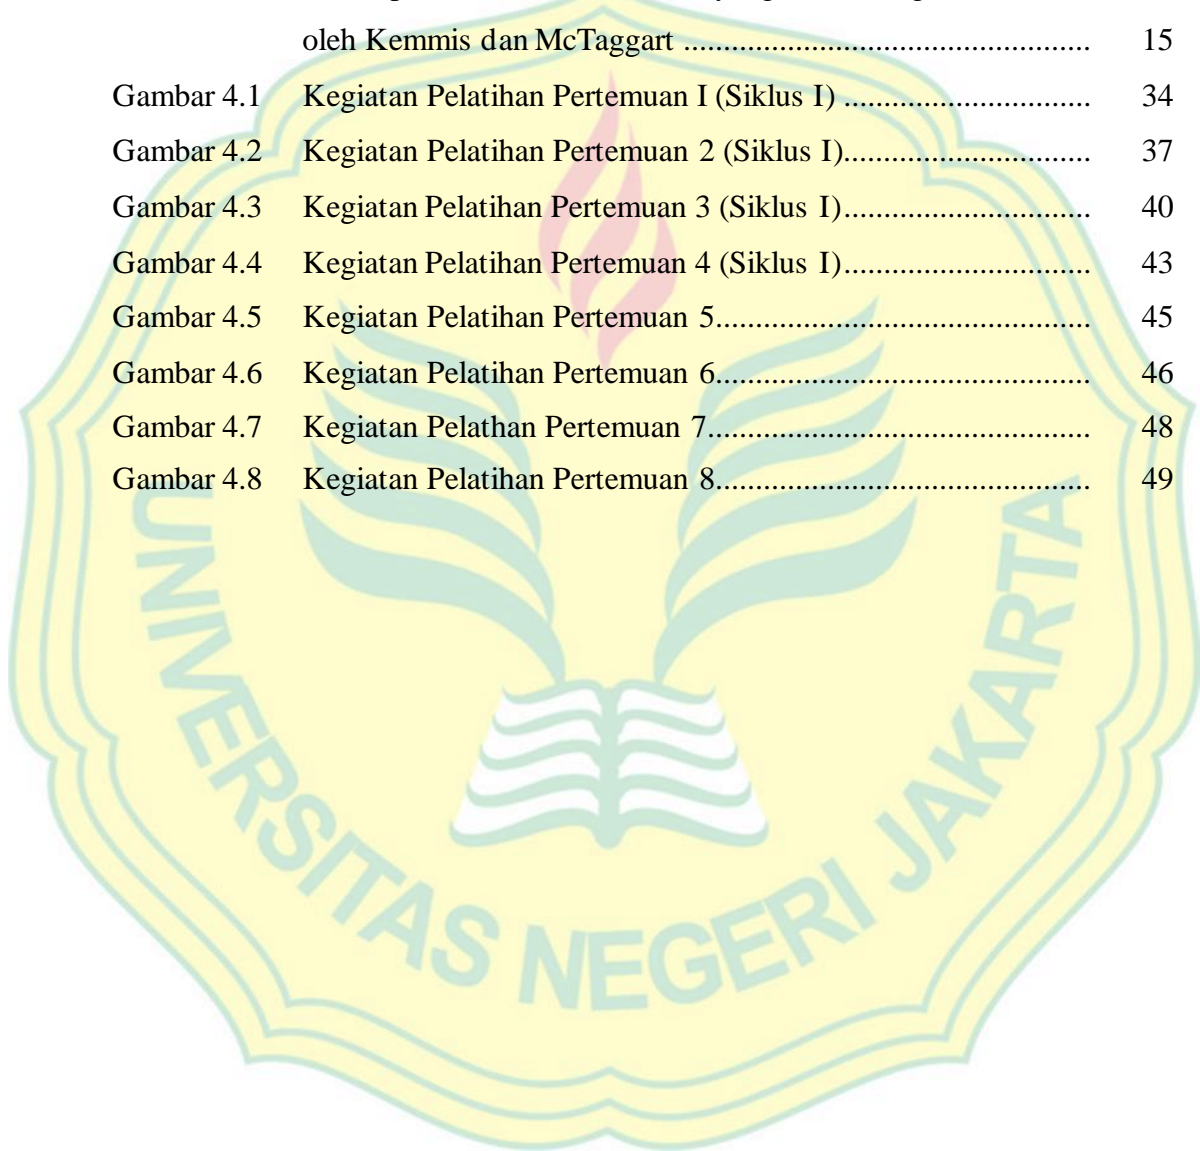 oleh Kemmis dan McTaggart ........................................... 15
Gambar 4.1 Kegiatan Pelatihan Pertemuan I (Siklus I) .......................... 34
Gambar 4.2 Kegiatan Pelatihan Pertemuan 2 (Siklus I).......................... 37
Gambar 4.3 Kegiatan Pelatihan Pertemuan 3 (Siklus I).......................... 40
Gambar 4.4 Kegiatan Pelatihan Pertemuan 4 (Siklus I).......................... 43
Gambar 4.5 Kegiatan Pelatihan Pertemuan 5........................................ 45
Gambar 4.6 Kegiatan Pelatihan Pertemuan 6........................................ 46
Gambar 4.7 Kegiatan Pelathan Pertemuan 7........................................ 48
Gambar 4.8 Kegiatan Pelatihan Pertemuan 8........................................ 49
UNIVERSITAS NEGERI JAKARTA